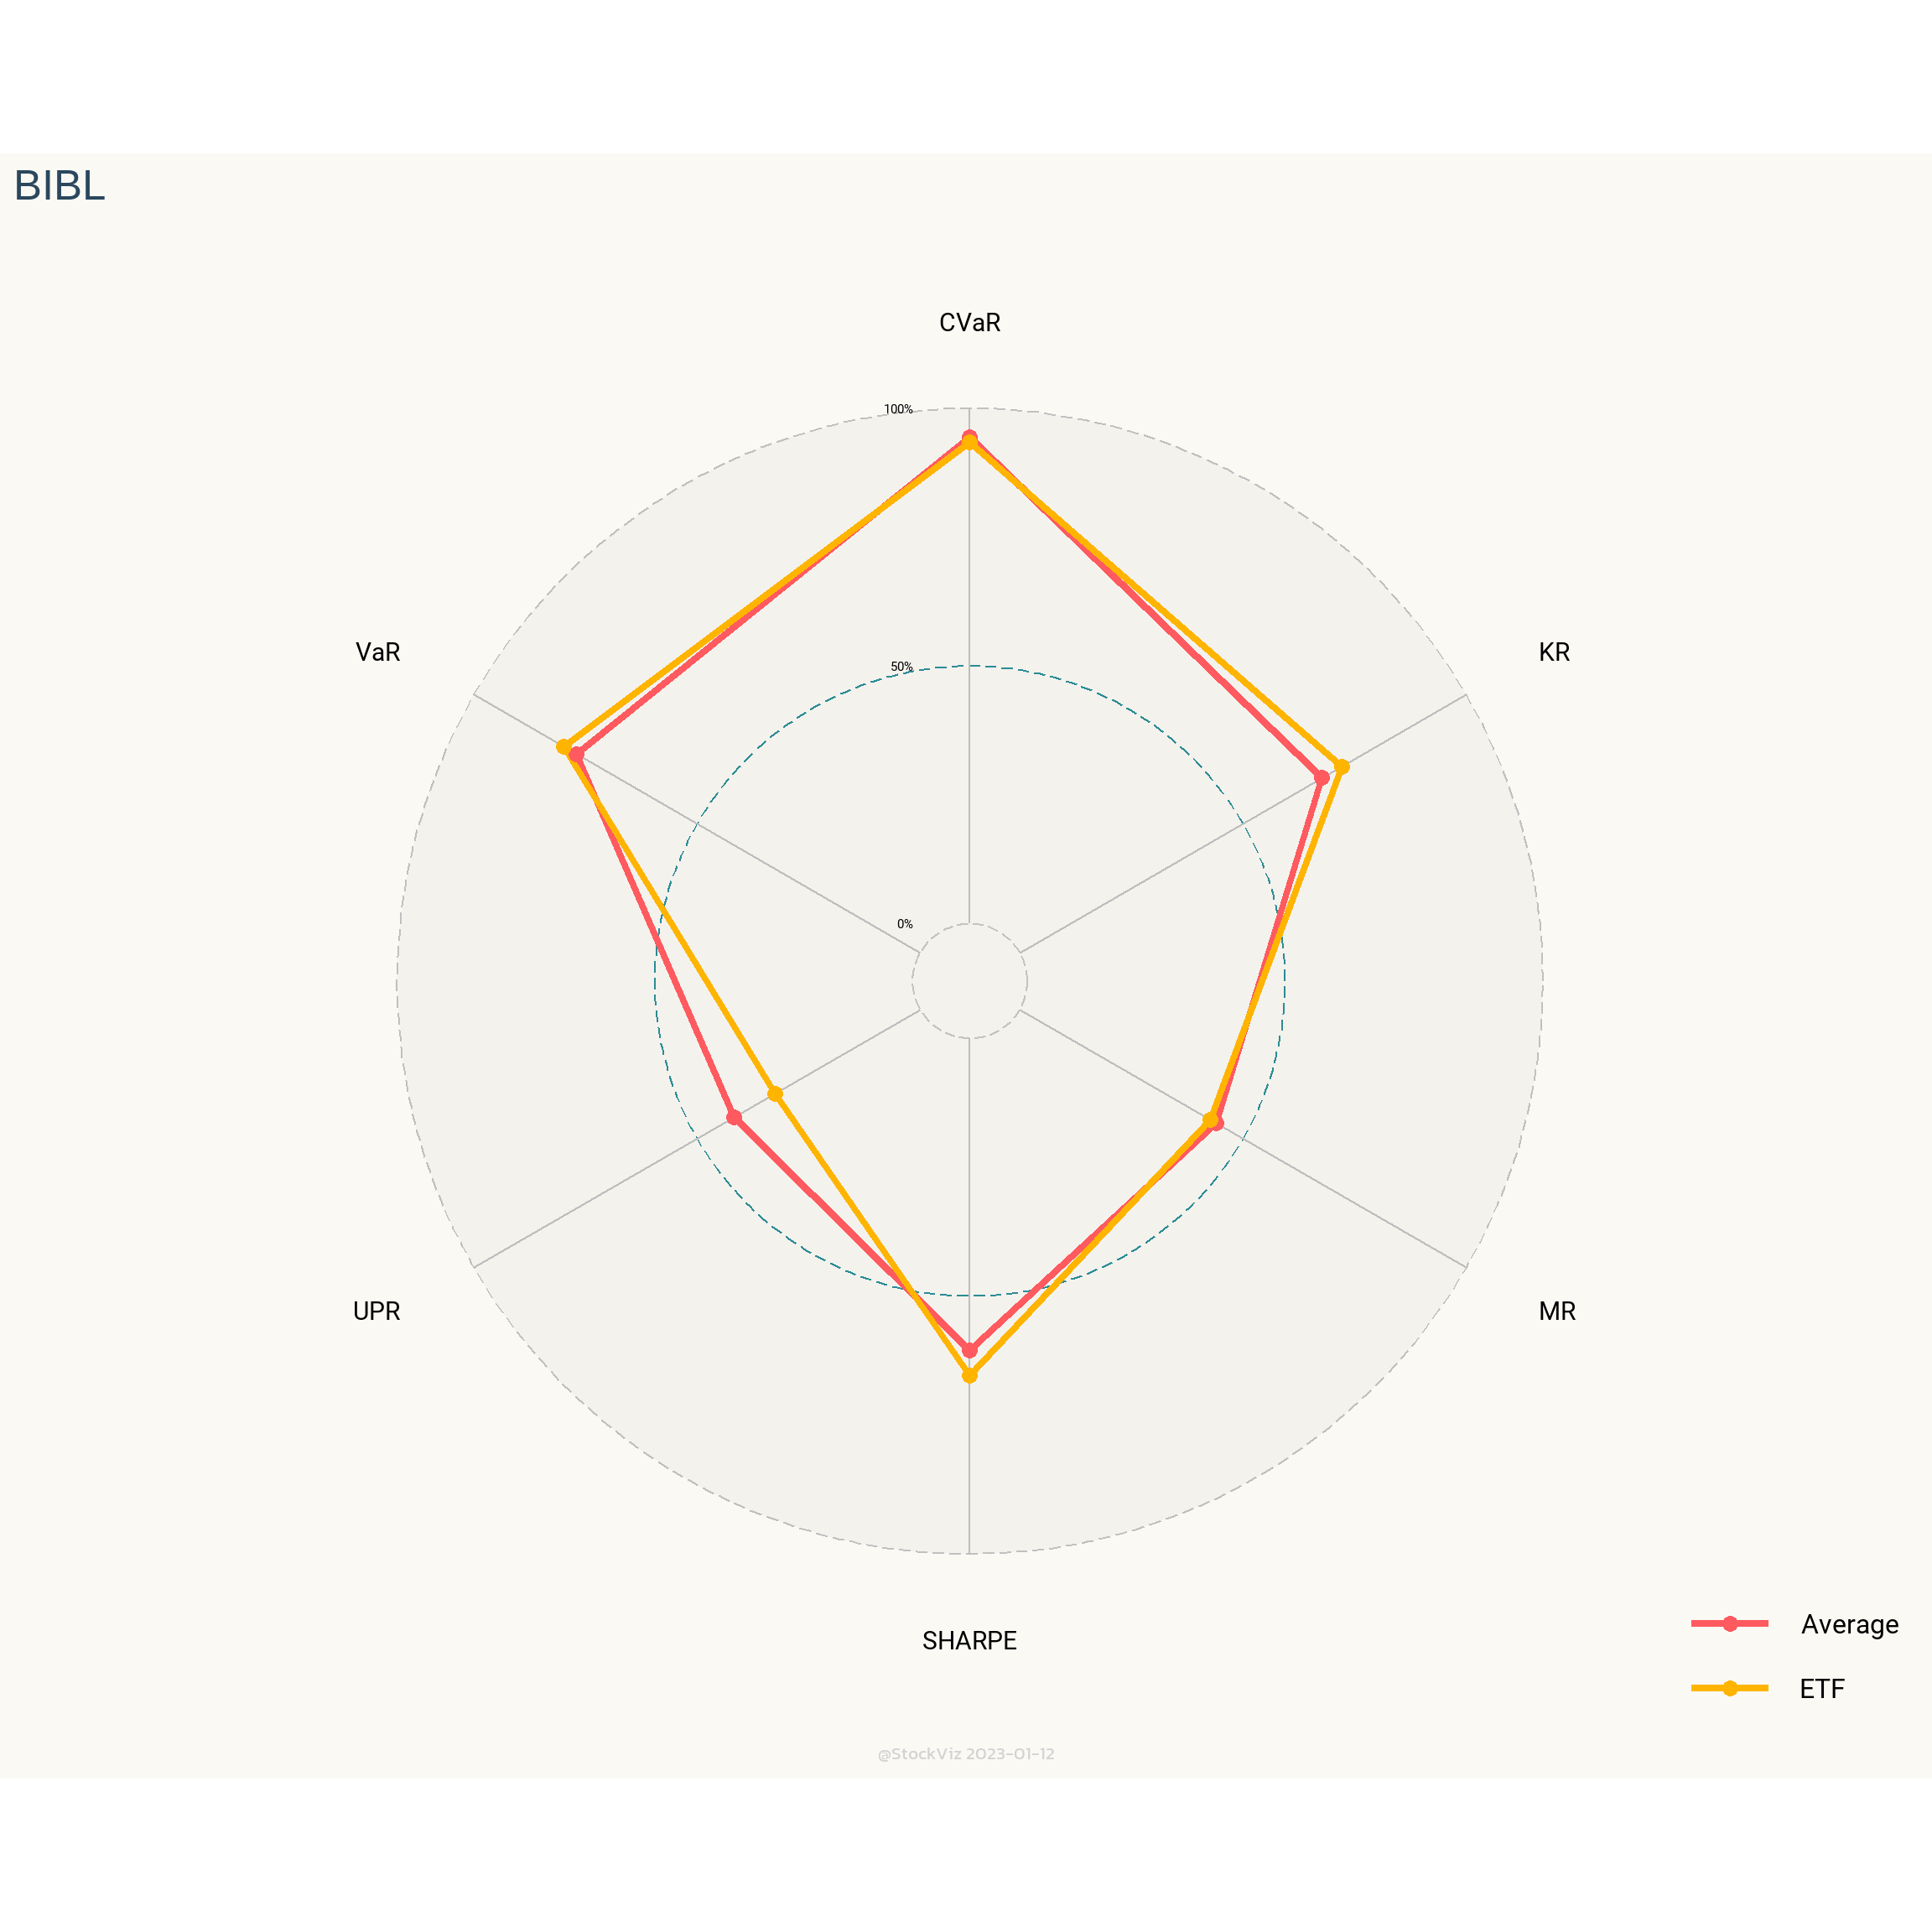 BIBL
CVaR
100%
VaR
KR
50%
0%
UPR
MR
SHARPE
Average
ETF
@StockViz 2023-01-12